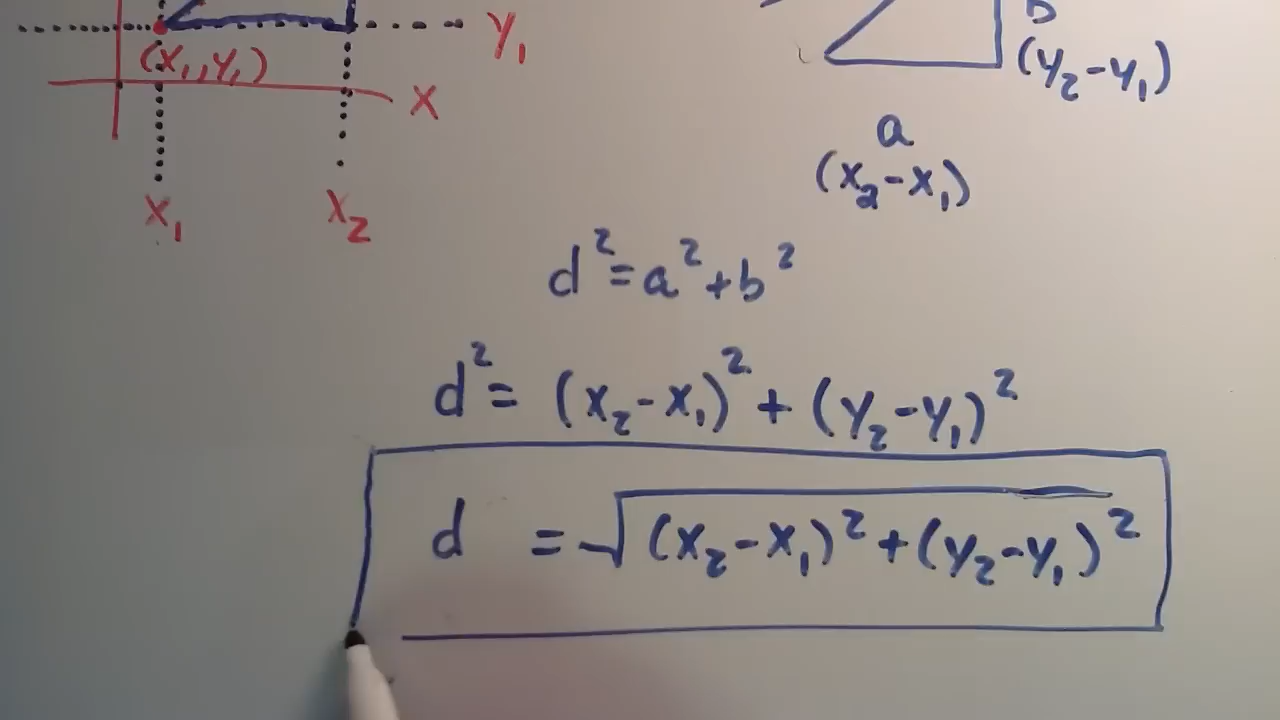 Y₁
(X₁,Y₁)
X
X₁
X₂
b
(y₂-y₁)
a
(x₂-x₁)
d²=a²+b²
d²= (x₂-x₁)²+(y₂-y₁)²
d =√(x₂-x₁)²+(y₂-y₁)²